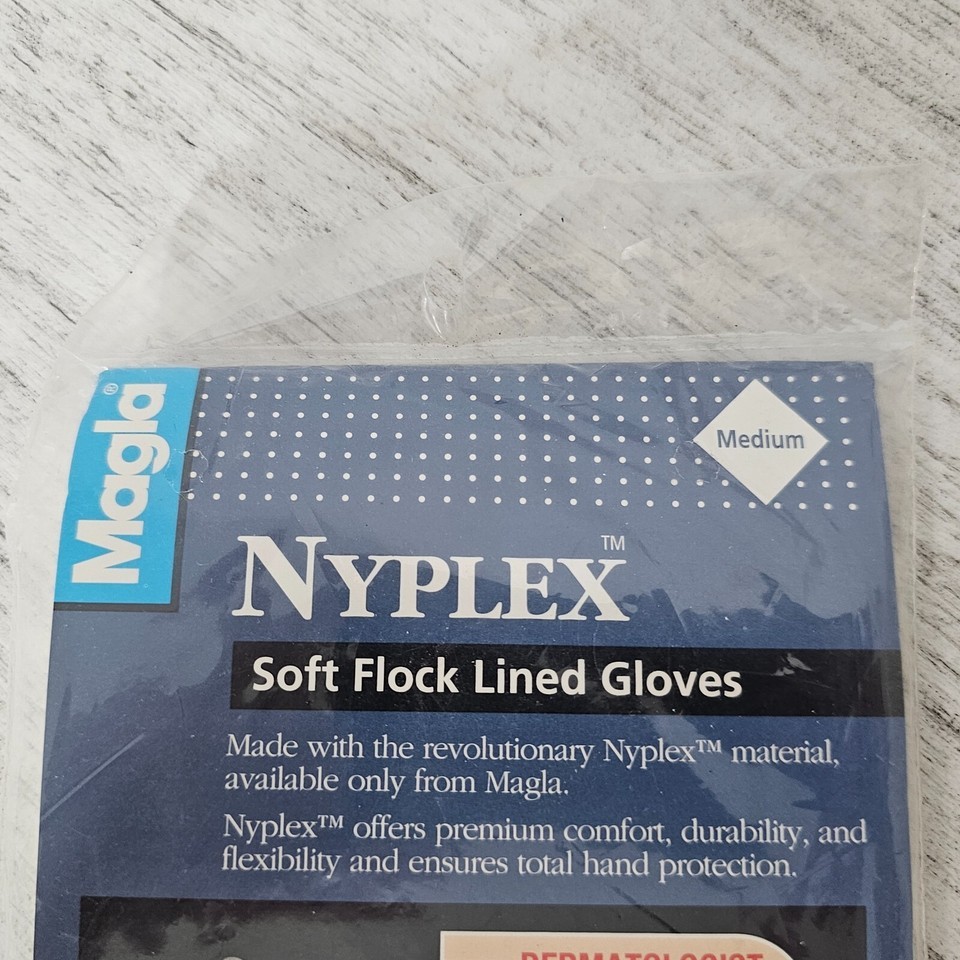 Magla®
Medium
NYPLEX™
Soft Flock Lined Gloves
Made with the revolutionary Nyplex™ material,
available only from Magla.
Nyplex™ offers premium comfort, durability, and
flexibility and ensures total hand protection.
DERMATOLOGIST